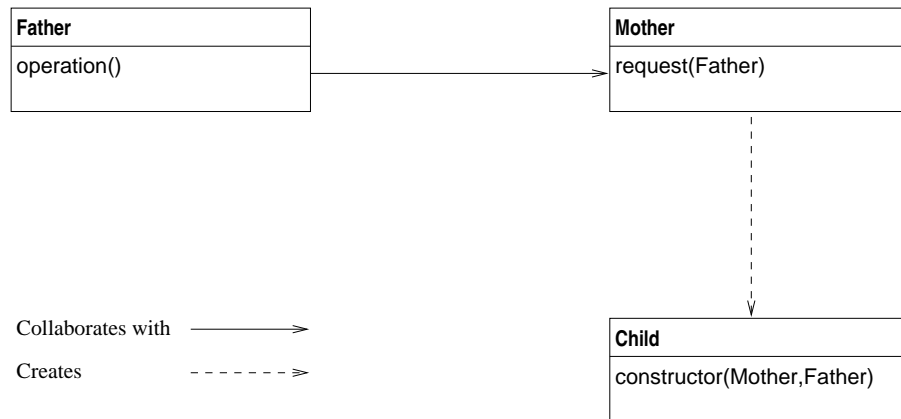 Father
operation()
Mother
request(Father)
Collaborates with
Creates
Child
constructor(Mother,Father)